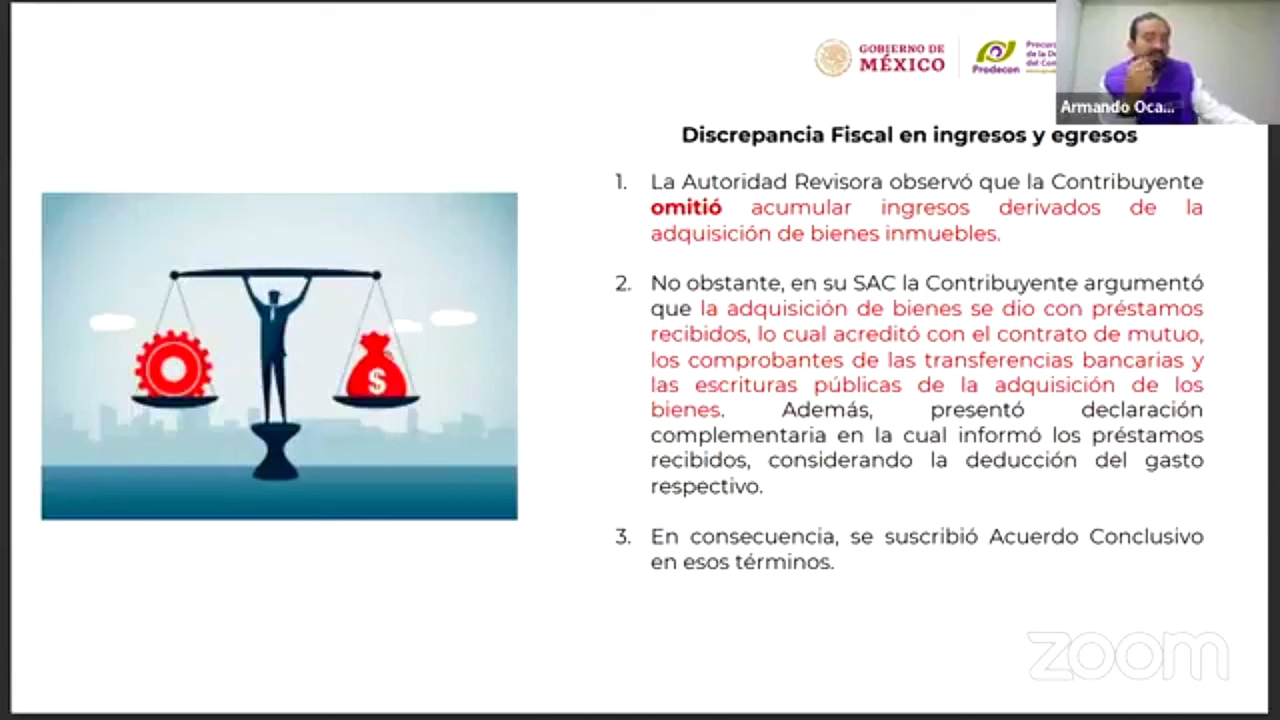 GOBIERNO DE
MÉXICO
Prodecon
de la De
del Con
Armando Oca...
Discrepancia Fiscal en ingresos y egresos
1. La Autoridad Revisora observó que la Contribuyente
omitió acumular ingresos derivados de la
adquisición de bienes inmuebles.
2. No obstante, en su SAC la Contribuyente argumentó
que la adquisición de bienes se dio con préstamos
recibidos, lo cual acreditó con el contrato de mutuo,
los comprobantes de las transferencias bancarias y
las escrituras públicas de la adquisición de los
bienes. Además, presentó declaración
complementaria en la cual informó los préstamos
recibidos, considerando la deducción del gasto
respectivo.
3. En consecuencia, se suscribió Acuerdo Conclusivo
en esos términos.
$
zoom